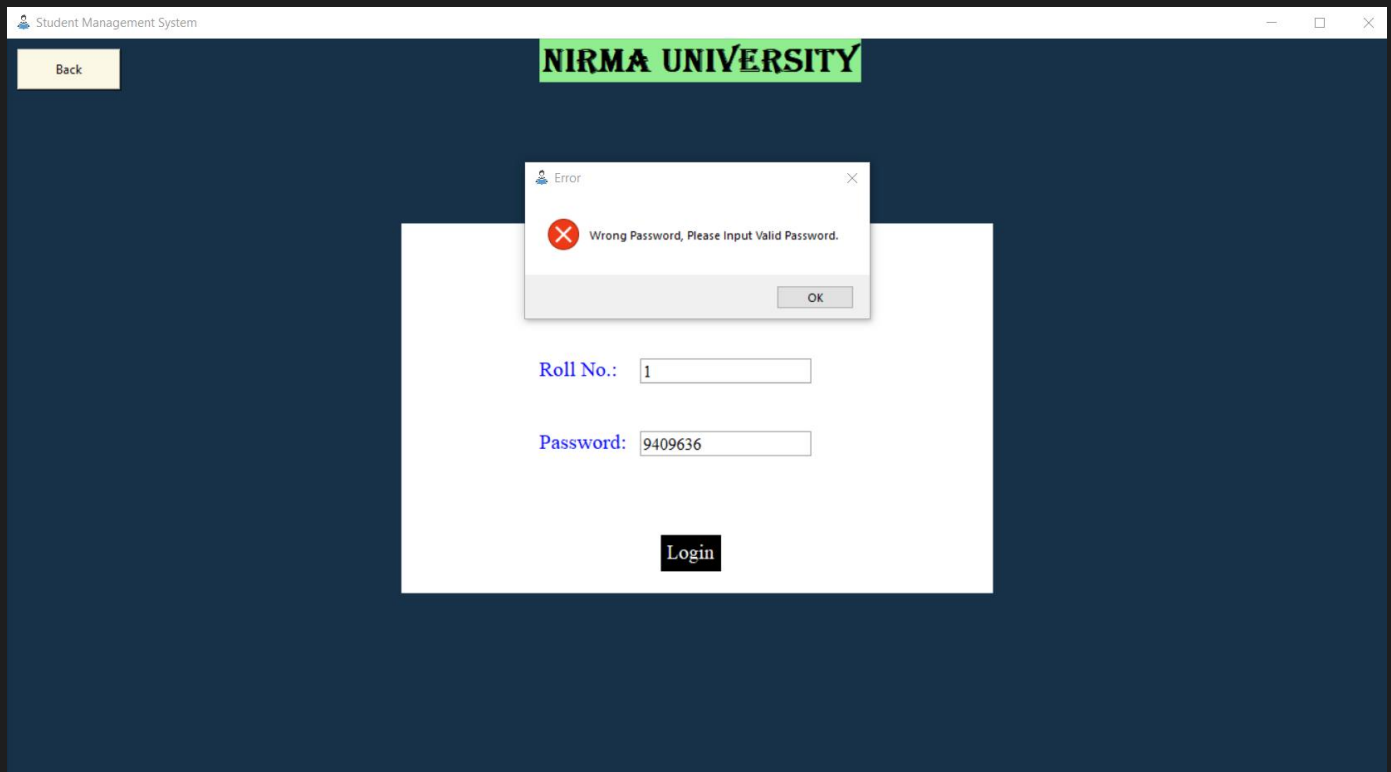 Student Management System
Back
NIRMA UNIVERSITY
Error
Wrong Password, Please Input Valid Password.
OK
Roll No.: 1
Password: 9409636
Login